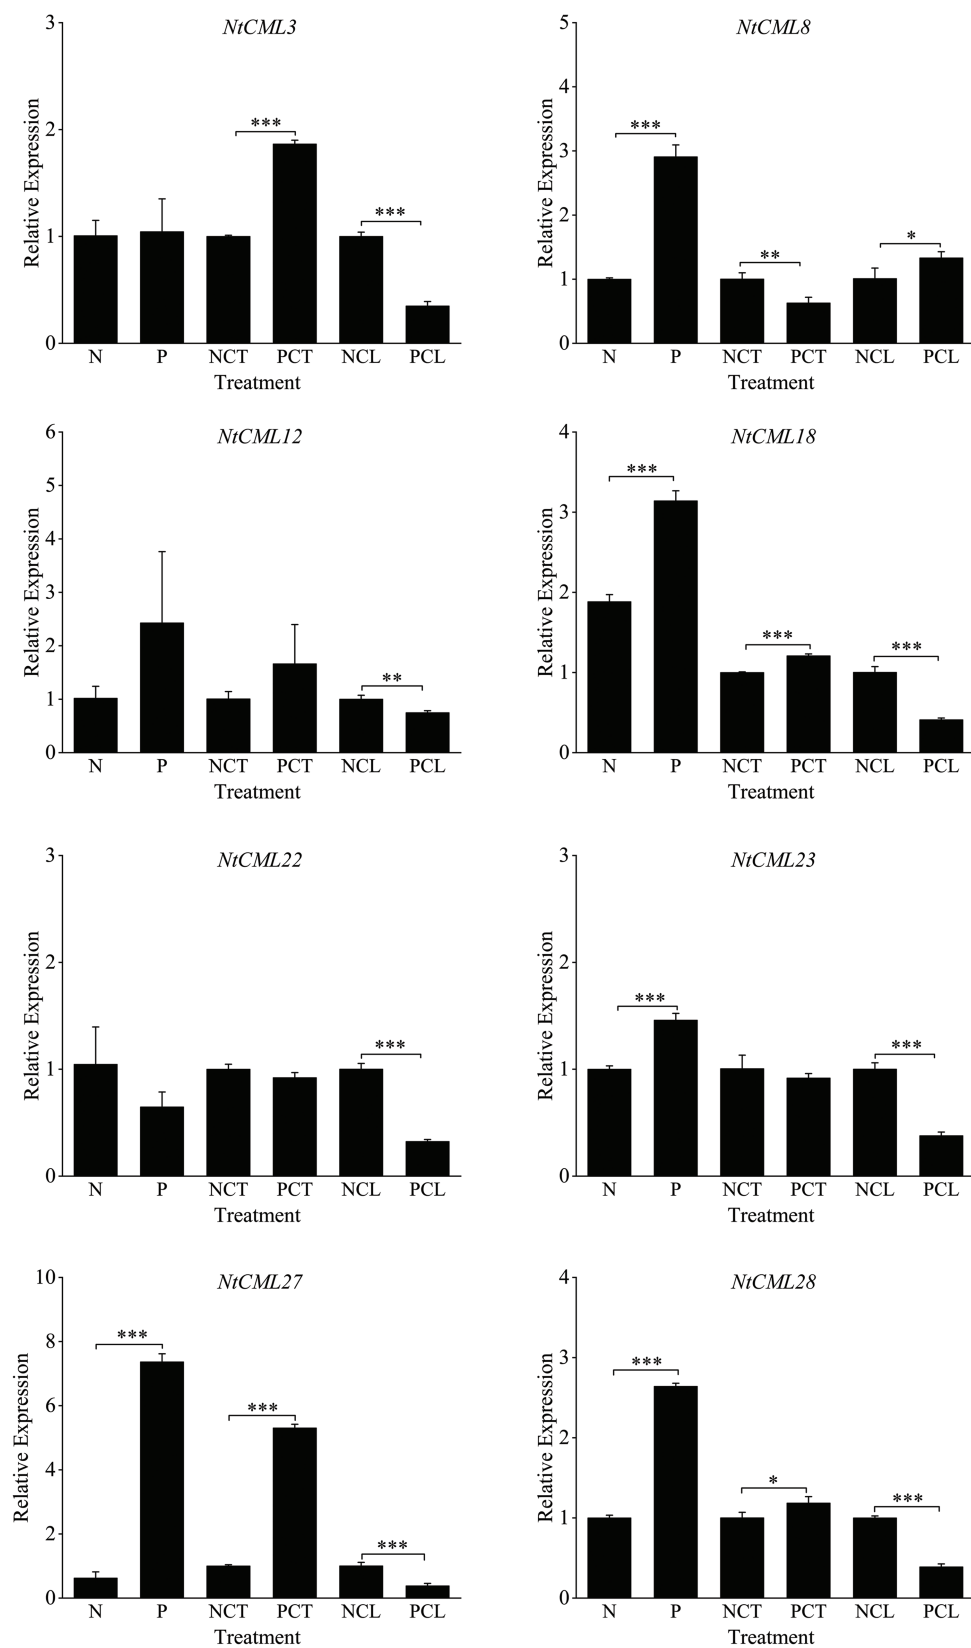 NtCML3
Relative Expression
3
2
1
0
***
***
N P NCT PCT NCL PCL
Treatment
NtCML8
Relative Expression
5
4
3
2
1
0
***
**
*
N P NCT PCT NCL PCL
Treatment
NtCML12
Relative Expression
6
5
4
3
2
1
0
**
N P NCT PCT NCL PCL
Treatment
NtCML18
Relative Expression
4
3
2
1
0
***
***
***
N P NCT PCT NCL PCL
Treatment
NtCML22
Relative Expression
3
2
1
0
***
N P NCT PCT NCL PCL
Treatment
NtCML23
Relative Expression
3
2
1
0
***
***
N P NCT PCT NCL PCL
Treatment
NtCML27
Relative Expression
10
8
6
4
2
0
***
***
***
N P NCT PCT NCL PCL
Treatment
NtCML28
Relative Expression
4
3
2
1
0
***
*
***
N P NCT PCT NCL PCL
Treatment